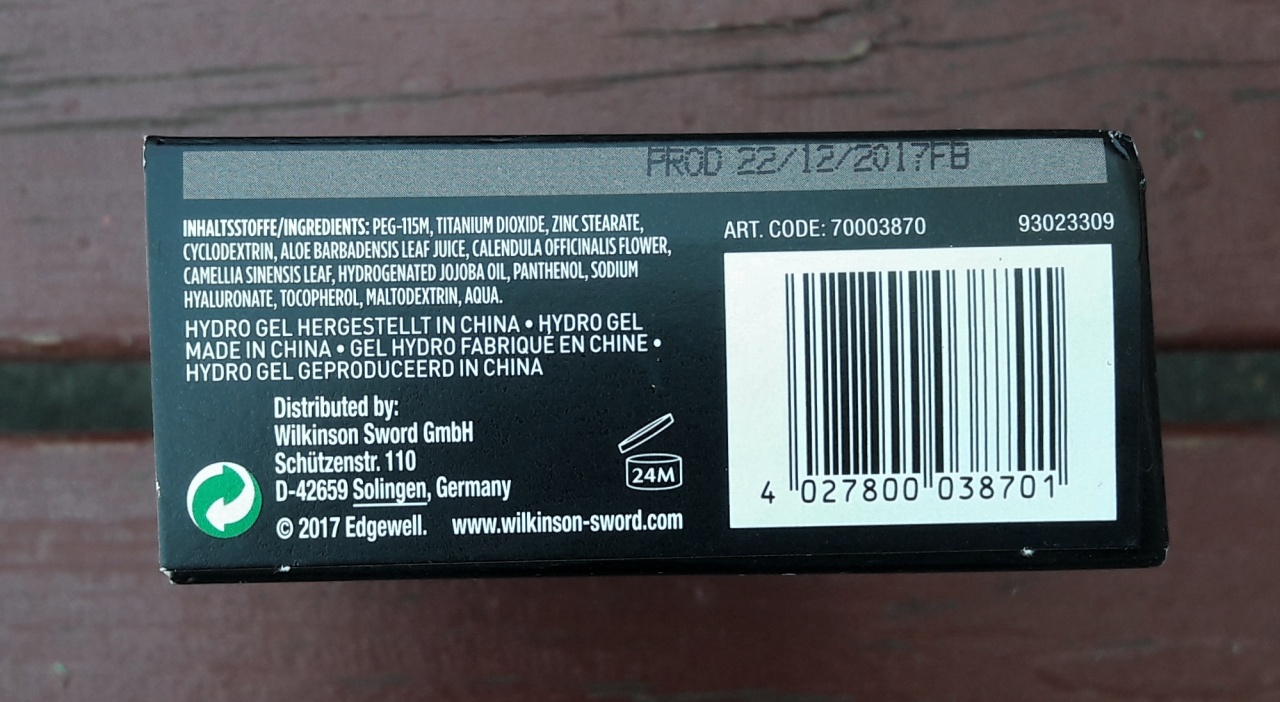 PROD 22/12/2017FB
INHALTSSTOFFE/INGREDIENTS: PEG-115M, TITANIUM DIOXIDE, ZINC STEARATE,
CYCLODEXTRIN, ALOE BARBADENSIS LEAF JUICE, CALENDULA OFFICINALIS FLOWER,
CAMELLIA SINENSIS LEAF, HYDROGENATED JOJOBA OIL, PANTHENOL, SODIUM
HYALURONATE, TOCOPHEROL, MALTODEXTRIN, AQUA.
HYDRO GEL HERGESTELLT IN CHINA • HYDRO GEL
MADE IN CHINA • GEL HYDRO FABRIQUÉ EN CHINE •
HYDRO GEL GEPRODUCEERD IN CHINA
Distributed by:
Wilkinson Sword GmbH
Schützenstr. 110
D-42659 Solingen, Germany
© 2017 Edgewell. www.wilkinson-sword.com
24M
ART. CODE: 70003870 93023309
4 027800 038701